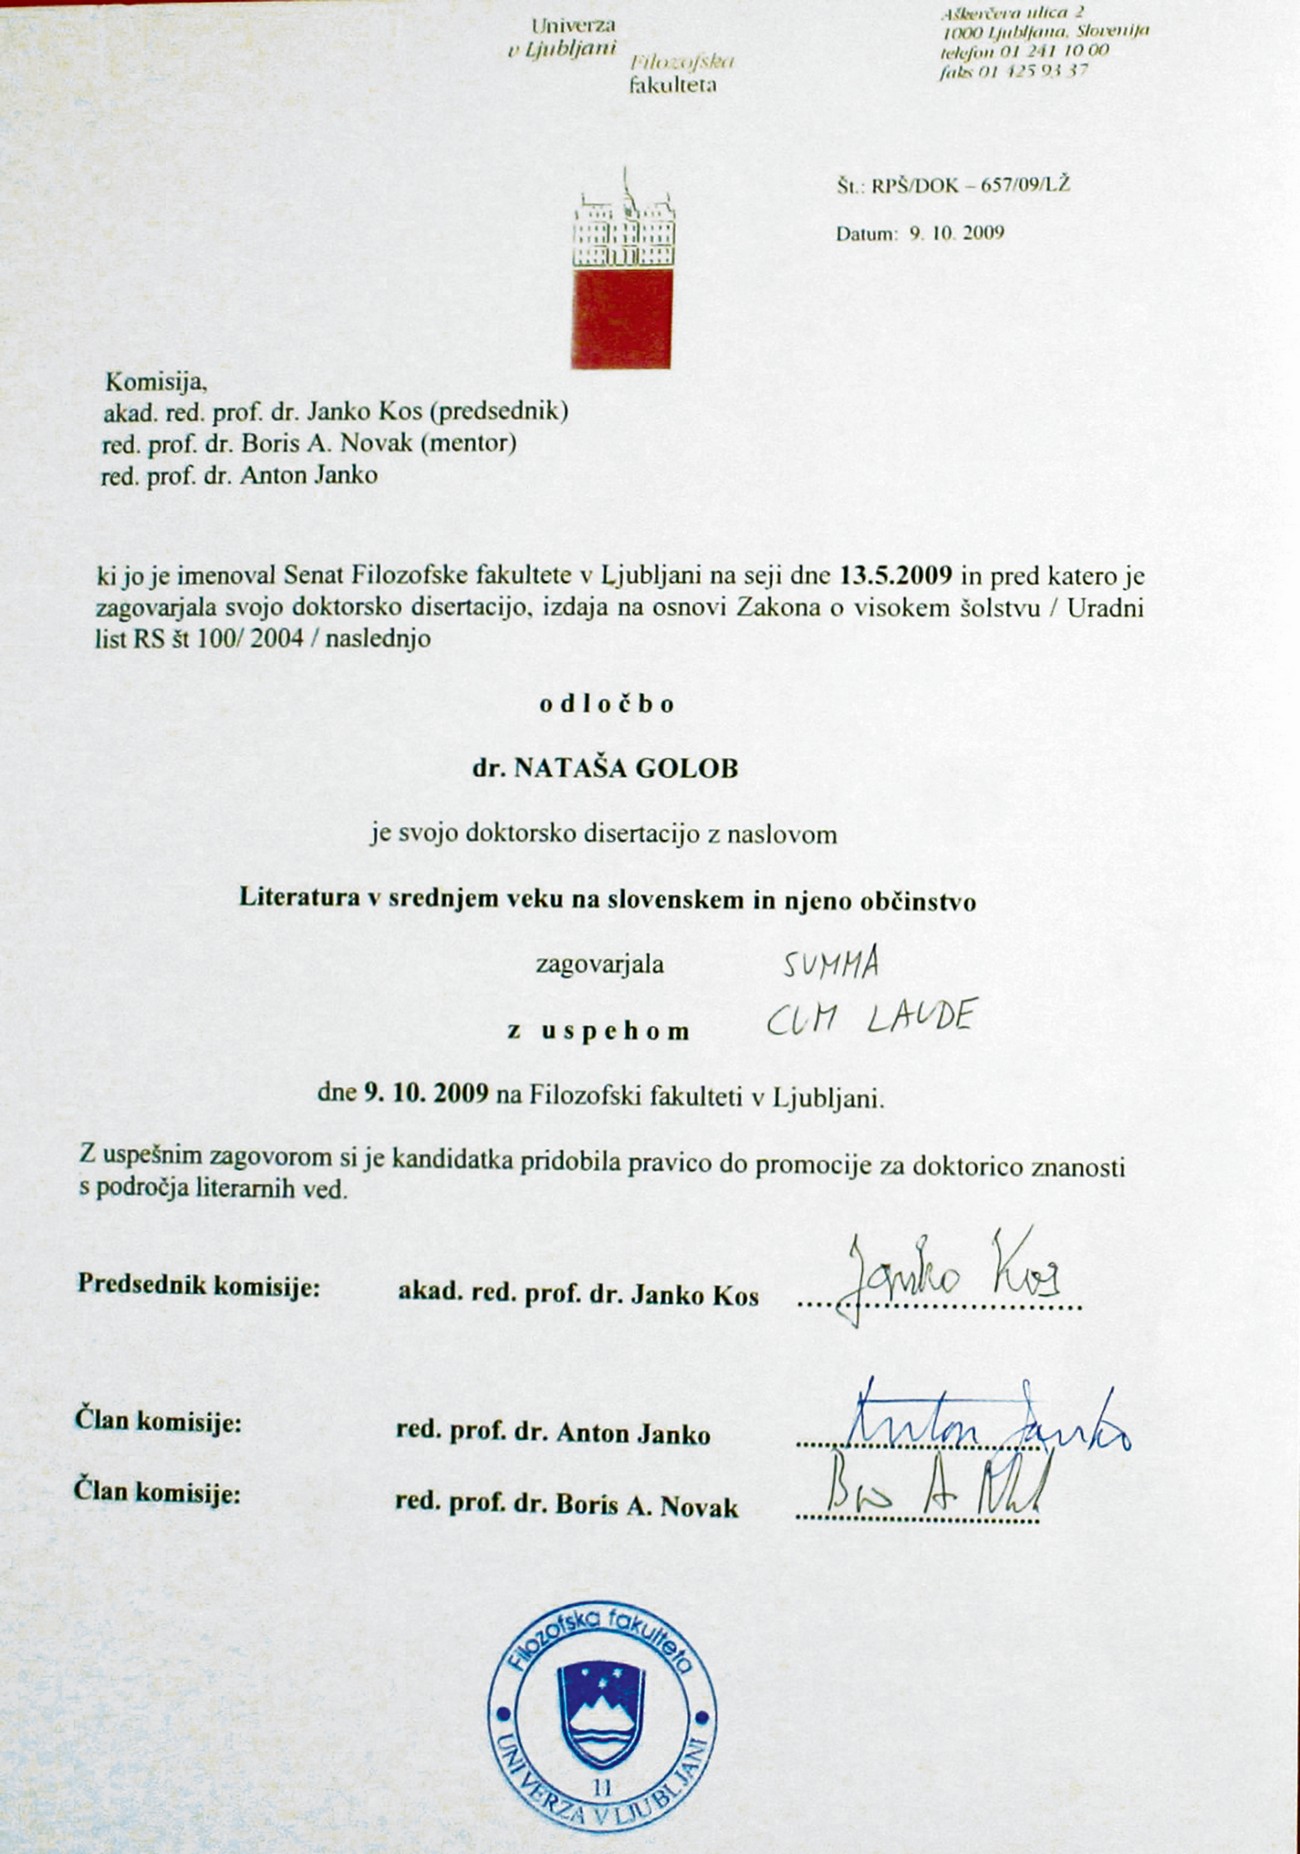 Univerza
v Ljubljani
Filozofska
fakulteta
Aškerčeva ulica 2
1000 Ljubljana, Slovenija
telefon 01 241 10 00
faks 01 425 93 37
Št.: RPŠ/DOK – 657/09/LŽ
Datum: 9. 10. 2009
Komisija,
akad. red. prof. dr. Janko Kos (predsednik)
red. prof. dr. Boris A. Novak (mentor)
red. prof. dr. Anton Janko
ki jo je imenoval Senat Filozofske fakultete v Ljubljani na seji dne 13.5.2009 in pred katero je
zagovarjala svojo doktorsko disertacijo, izdaja na osnovi Zakona o visokem šolstvu / Uradni
list RS št 100/ 2004 / naslednjo
o d l o č b o
dr. NATAŠA GOLOB
je svojo doktorsko disertacijo z naslovom
Literatura v srednjem veku na slovenskem in njeno občinstvo
zagovarjala SUMMA
z u s p e h o m CUM LAUDE
dne 9. 10. 2009 na Filozofski fakulteti v Ljubljani.
Z uspešnim zagovorom si je kandidatka pridobila pravico do promocije za doktorico znanosti
s področja literarnih ved.
Predsednik komisije: akad. red. prof. dr. Janko Kos Janko Kos
Član komisije: red. prof. dr. Anton Janko Anton Janko
Član komisije: red. prof. dr. Boris A. Novak
Filozofska fakulteta
11
UNIVERZA V LJUBLJANI